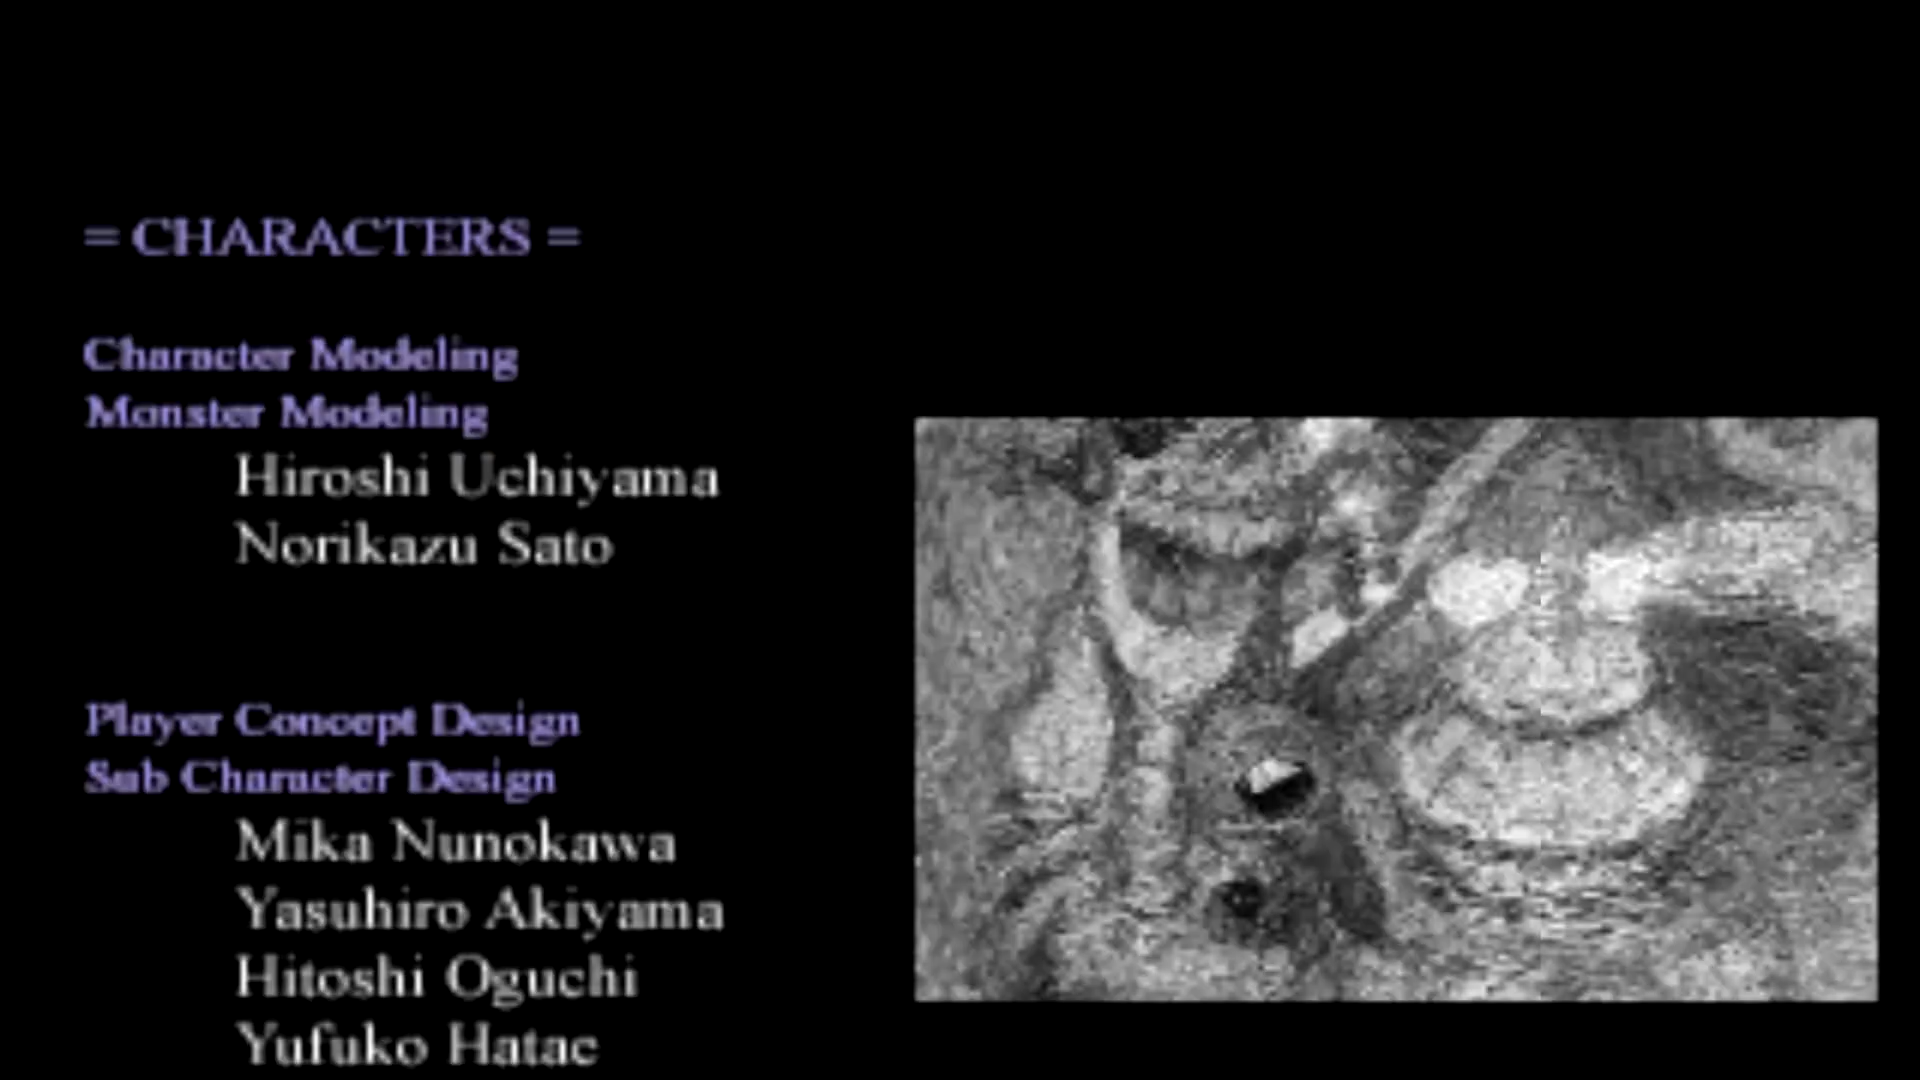 = CHARACTERS =
Character Modeling
Monster Modeling
Hiroshi Uchiyama
Norikazu Sato
Player Concept Design
Sub Character Design
Mika Nunokawa
Yasuhiro Akiyama
Hitoshi Oguchi
Yufuko Hatae